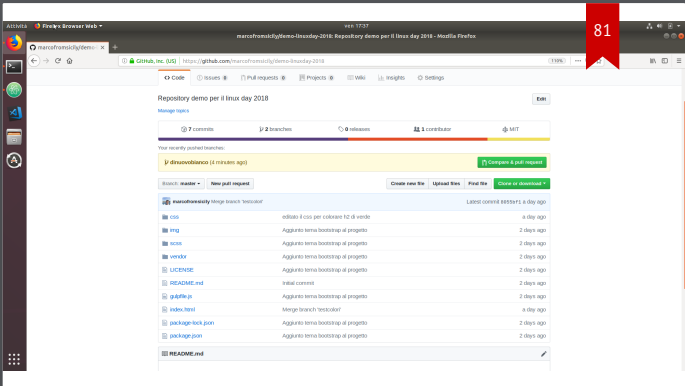 Attività Firefox Browser Web ven 17:37
81
marcofromsicily/demo-linuxday-2018: Repository demo per il linux day 2018 - Mozilla Firefox
marcofromsicily/demo-
GitHub, Inc. (US) https://github.com/marcofromsicily/demo-linuxday-2018 110%
Code Issues 0 Pull requests 0 Projects 0 Wiki Insights Settings
Repository demo per il linux day 2018 Edit
Manage topics
7 commits 2 branches 0 releases 1 contributor MIT
Your recently pushed branches:
dinuovobianco (4 minutes ago) Compare & pull request
Branch: master New pull request Create new file Upload files Find file Clone or download
marcofromsicily Merge branch 'testcolori' Latest commit a day ago
css editato il css per colorare h2 di verde a day ago
img Aggiunto tema bootstrap al progetto 2 days ago
scss Aggiunto tema bootstrap al progetto 2 days ago
vendor Aggiunto tema bootstrap al progetto 2 days ago
LICENSE Aggiunto tema bootstrap al progetto 2 days ago
README.md Initial commit 2 days ago
gulpfile.js Aggiunto tema bootstrap al progetto 2 days ago
index.html Merge branch 'testcolori' a day ago
package-lock.json Aggiunto tema bootstrap al progetto 2 days ago
package.json Aggiunto tema bootstrap al progetto 2 days ago
README.md